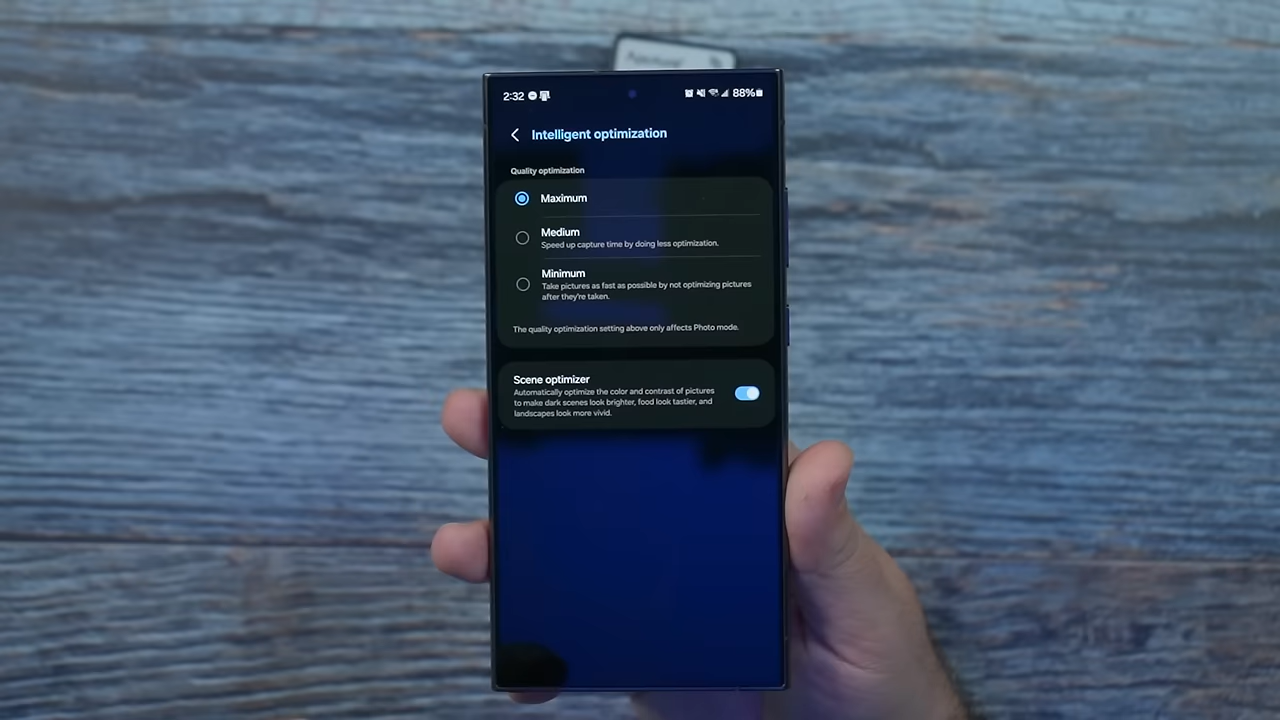 2:32
88%
Intelligent optimization
Quality optimization
Maximum
Medium
Speed up capture time by doing less optimization.
Minimum
Take pictures as fast as possible by not optimizing pictures
after they're taken.
The quality optimization setting above only affects Photo mode.
Scene optimizer
Automatically optimize the color and contrast of pictures
to make dark scenes look brighter, food look tastier, and
landscapes look more vivid.